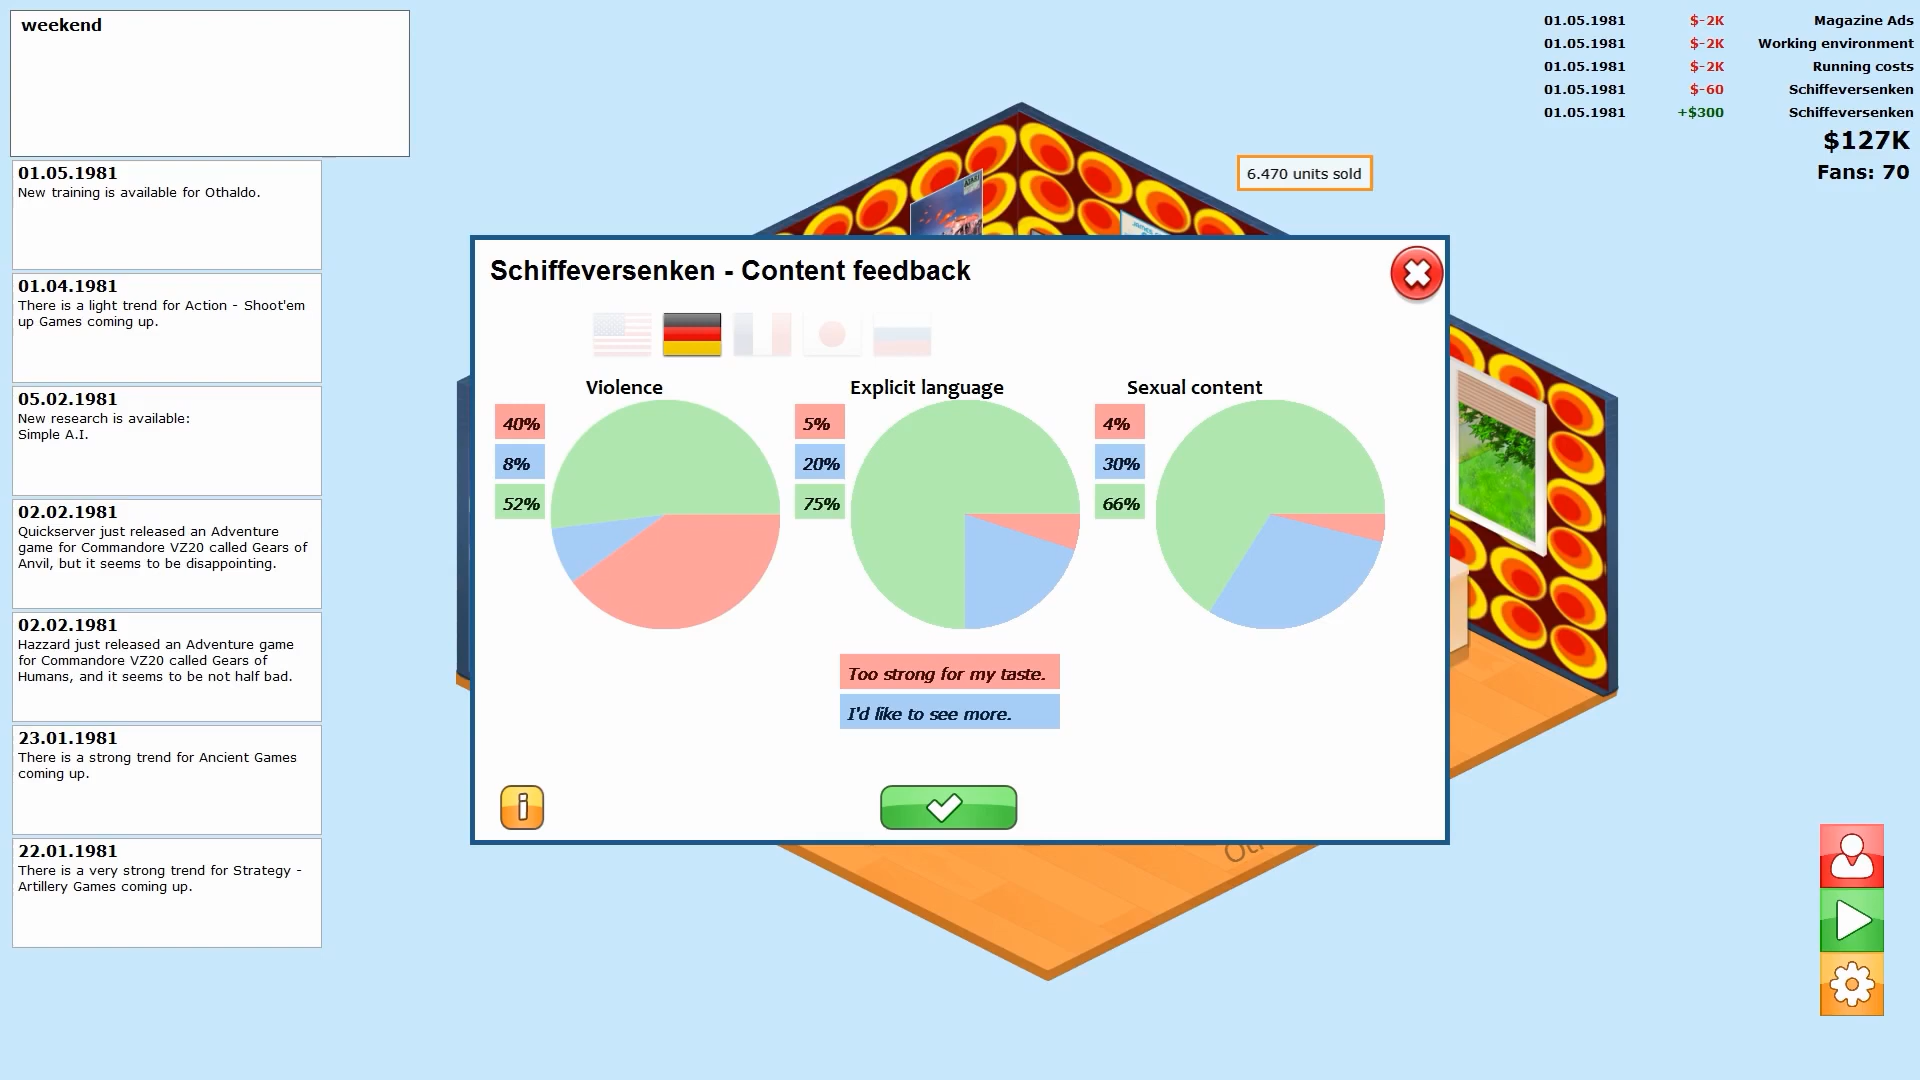 weekend
01.05.1981
New training is available for Othaldo.
01.04.1981
There is a light trend for Action - Shoot'em
up Games coming up.
05.02.1981
New research is available:
Simple A.I.
02.02.1981
Quickserver just released an Adventure
game for Commandore VZ20 called Gears of
Anvil, but it seems to be disappointing.
02.02.1981
Hazzard just released an Adventure game
for Commandore VZ20 called Gears of
Humans, and it seems to be not half bad.
23.01.1981
There is a strong trend for Ancient Games
coming up.
22.01.1981
There is a very strong trend for Strategy -
Artillery Games coming up.
01.05.1981 $-2K Magazine Ads
01.05.1981 $-2K Working environment
01.05.1981 $-2K Running costs
01.05.1981 $-60 Schiffeversenken
01.05.1981 +$300 Schiffeversenken
$127K
Fans: 70
6.470 units sold
Schiffeversenken - Content feedback
Violence
40%
8%
52%
Explicit language
5%
20%
75%
Sexual content
4%
30%
66%
Too strong for my taste.
I'd like to see more.